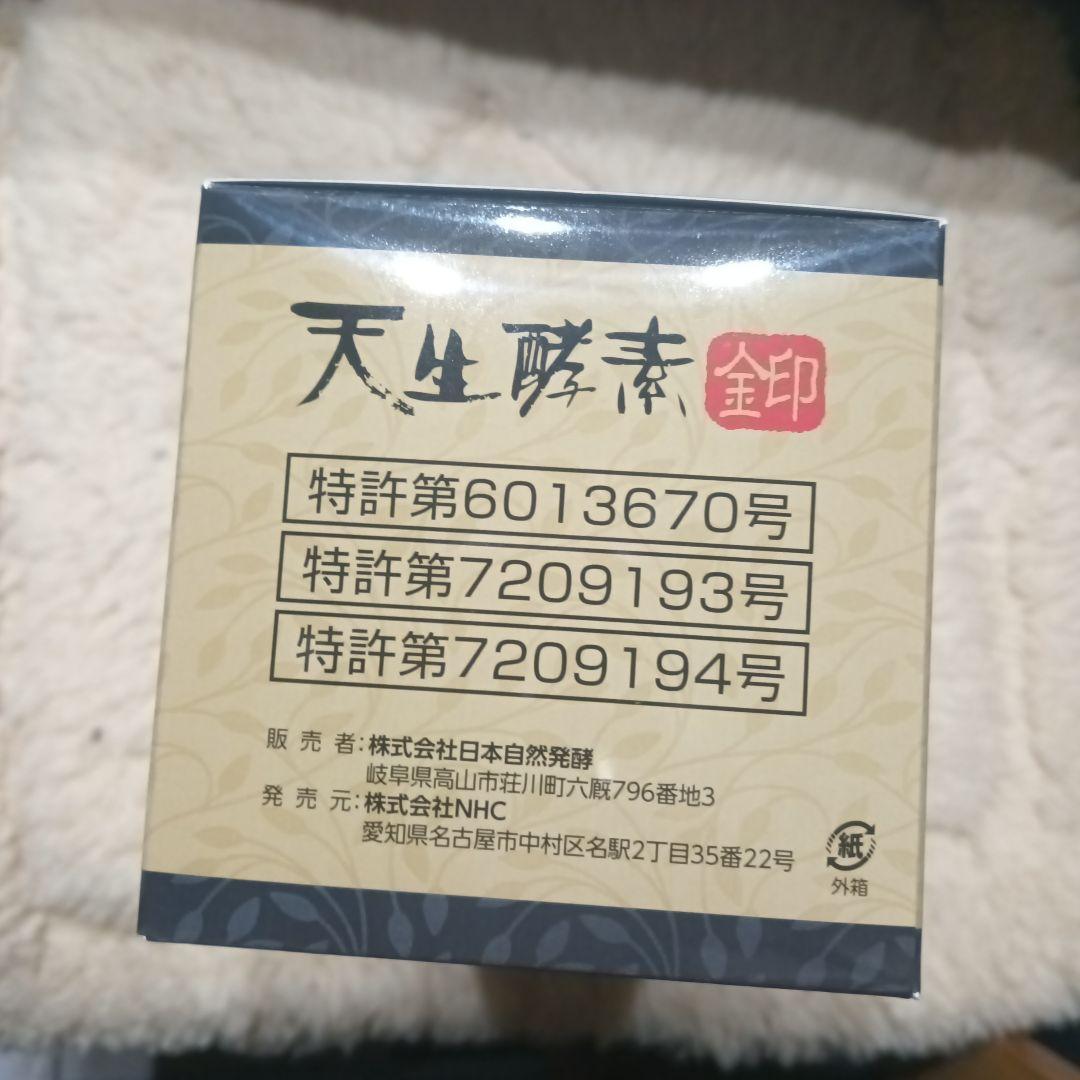 天生酵素 金印
特許第6013670号
特許第7209193号
特許第7209194号
販売者:株式会社日本自然発酵
岐阜県高山市荘川町六厩796番地3
発売元:株式会社NHC
愛知県名古屋市中村区名駅2丁目35番22号
紙
外箱